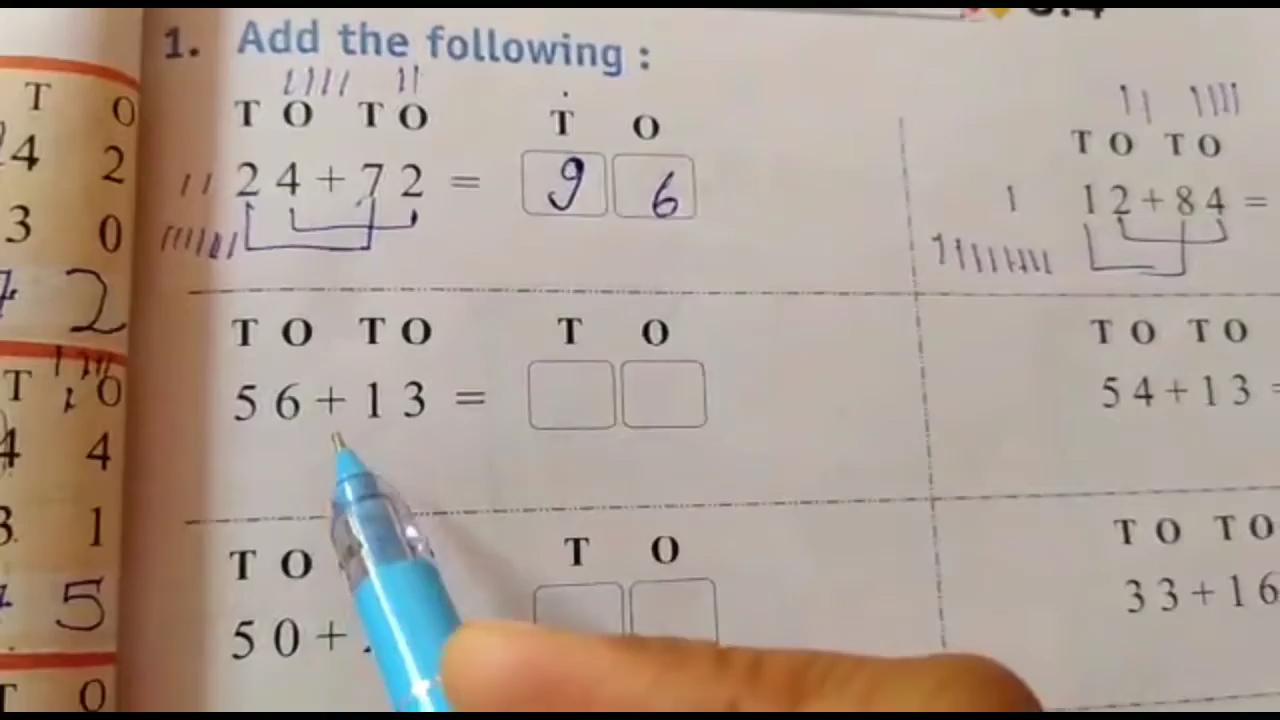 1. Add the following :
T O T O T O
24 + 72 = 9 6
T O T O
12 + 84 =
T O T O T O
56 + 13 =
T O T O
54 + 13 =
T O T O
50 +
T O T O
33 + 16
T O
4 2
3 0
2
T O
4 4
3 1
5
T O